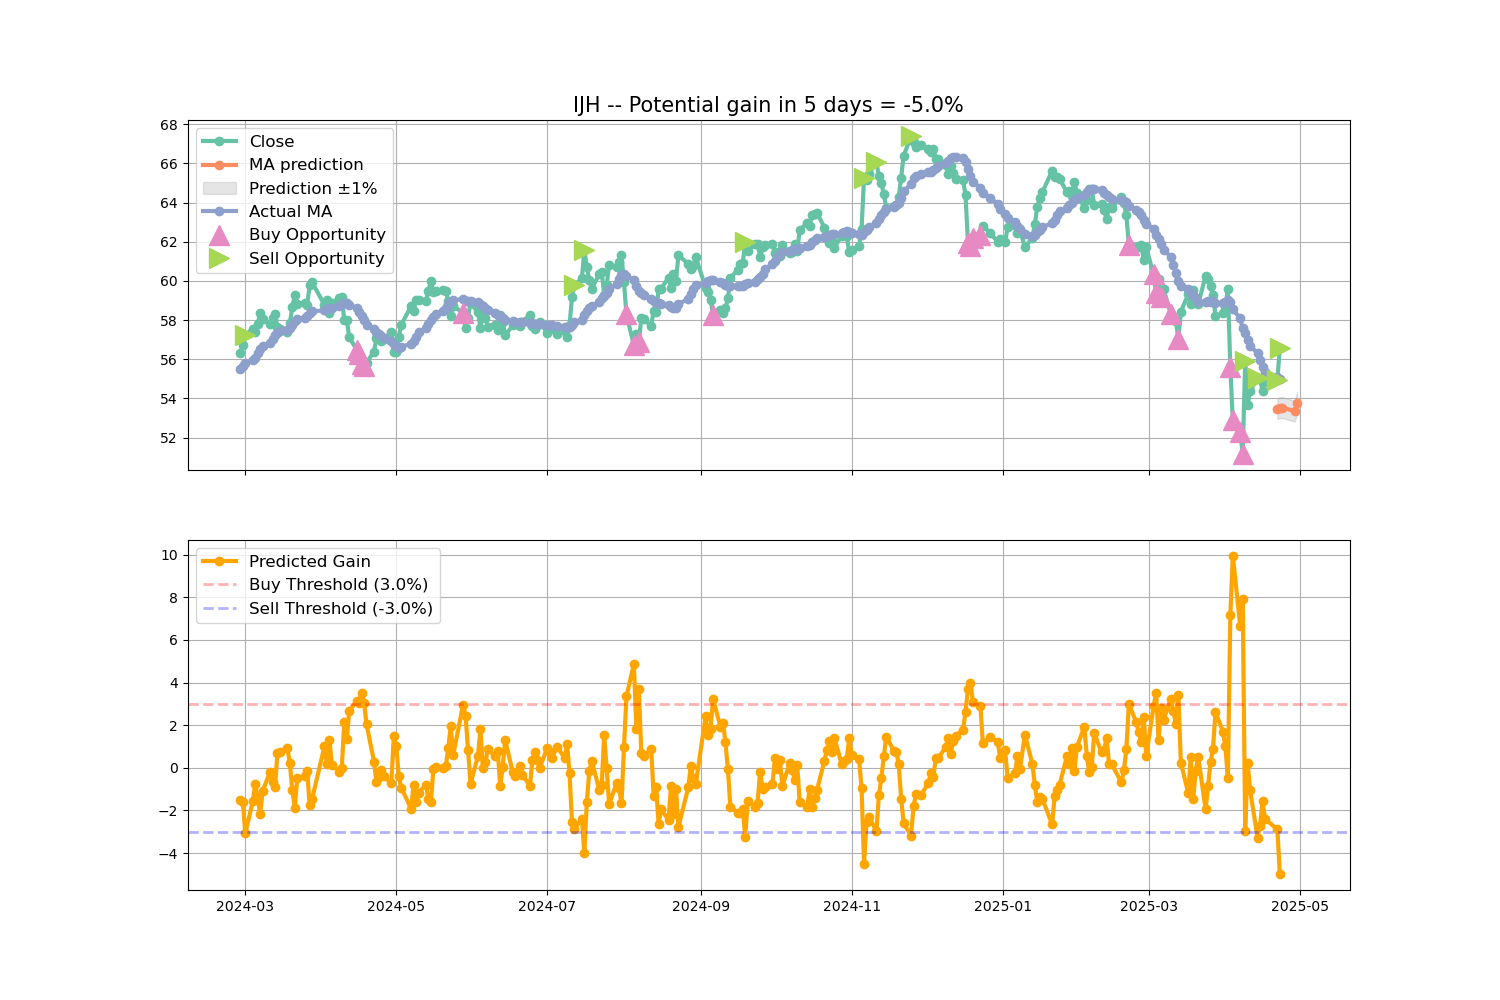 IJH -- Potential gain in 5 days = -5.0%
68
66
64
62
60
58
56
54
52
Close
MA prediction
Prediction ±1%
Actual MA
Buy Opportunity
Sell Opportunity
10
8
6
4
2
0
−2
−4
Predicted Gain
Buy Threshold (3.0%)
Sell Threshold (-3.0%)
2024-03 2024-05 2024-07 2024-09 2024-11 2025-01 2025-03 2025-05